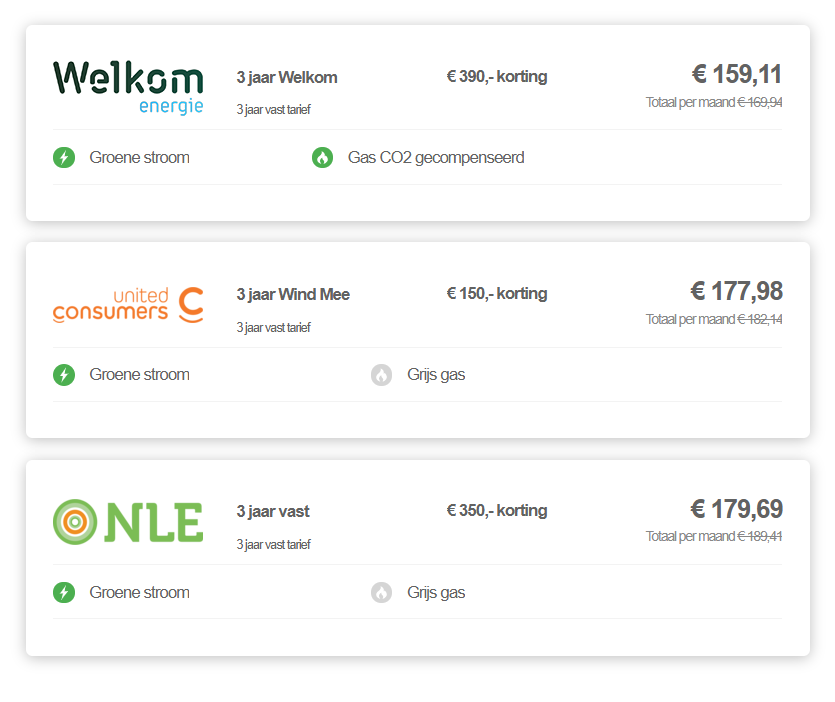 Welkom
energie
3 jaar Welkom
3 jaar vast tarief
€ 390,- korting
€ 159,11
Totaal per maand € 169,94
Groene stroom
Gas CO2 gecompenseerd
united
consumers
3 jaar Wind Mee
3 jaar vast tarief
€ 150,- korting
€ 177,98
Totaal per maand € 182,14
Groene stroom
Grijs gas
NLE
3 jaar vast
3 jaar vast tarief
€ 350,- korting
€ 179,69
Totaal per maand € 189,41
Groene stroom
Grijs gas